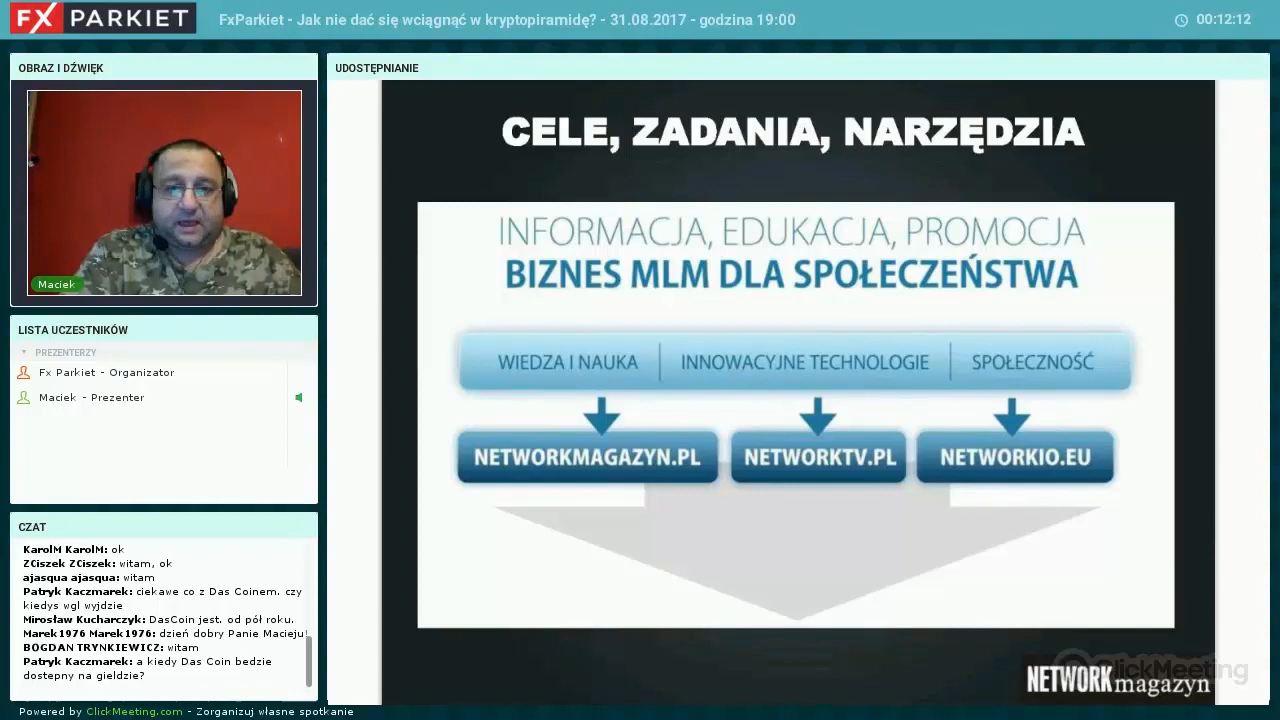 FX PARKIET
FxParkiet - Jak nie dać się wciągnąć w kryptopiramidę? - 31.08.2017 - godzina 19:00
00:12:12
OBRAZ I DŹWIĘK
Maciek
LISTA UCZESTNIKÓW
PREZENTERZY
Fx Parkiet - Organizator
Maciek - Prezenter
CZAT
KarolM KarolM: ok
ZCiszek ZCiszek: witam, ok
ajasqua ajasqua: witam
Patryk Kaczmarek: ciekawe co z Das Coinem. czy
kiedys wgl wyjdzie
Mirosław Kucharczyk: DasCoin jest. od pół roku.
Marek1976 Marek1976: dzień dobry Panie Macieju!
BOGDAN TRYNKIEWICZ: witam
Patryk Kaczmarek: a kiedy Das Coin bedzie
dostepny na gieldzie?
UDOSTĘPNIANIE
CELE, ZADANIA, NARZĘDZIA
INFORMACJA, EDUKACJA, PROMOCJA
BIZNES MLM DLA SPOŁECZEŃSTWA
WIEDZA I NAUKA
INNOWACYJNE TECHNOLOGIE
SPOŁECZNOŚĆ
NETWORKMAGAZYN.PL
NETWORKTV.PL
NETWORKIO.EU
ClickMeeting
NETWORKmagazyn
Powered by ClickMeeting.com - Zorganizuj własne spotkanie